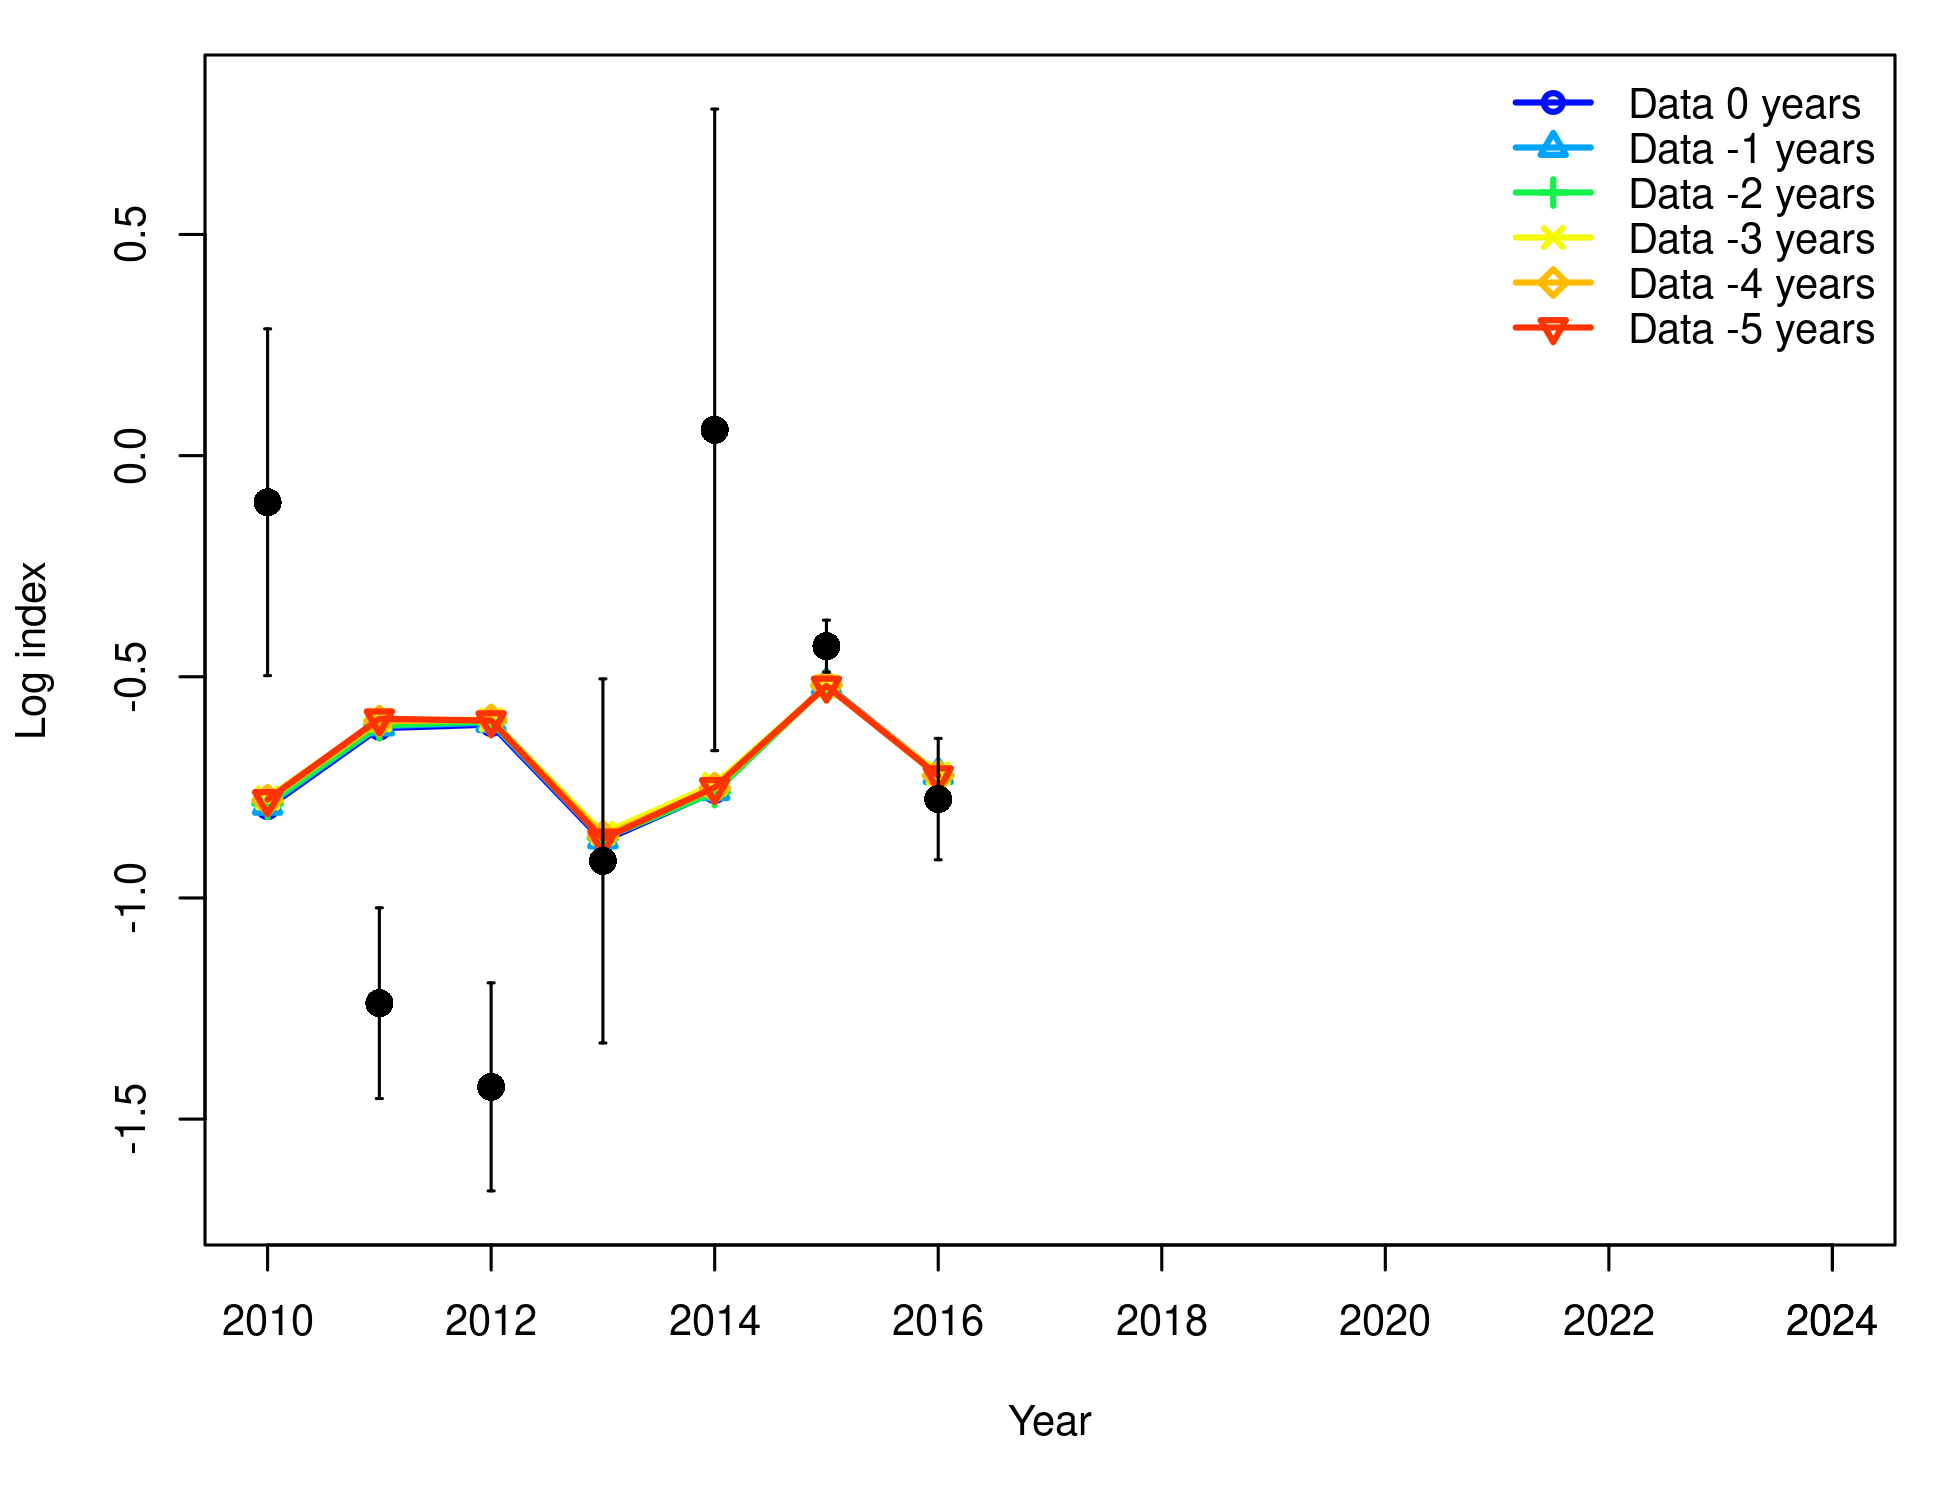 Data 0 years
Data -1 years
Data -2 years
Data -3 years
Data -4 years
Data -5 years
Log index
0.5
0.0
-0.5
-1.0
-1.5
2010 2012 2014 2016 2018 2020 2022 2024
Year